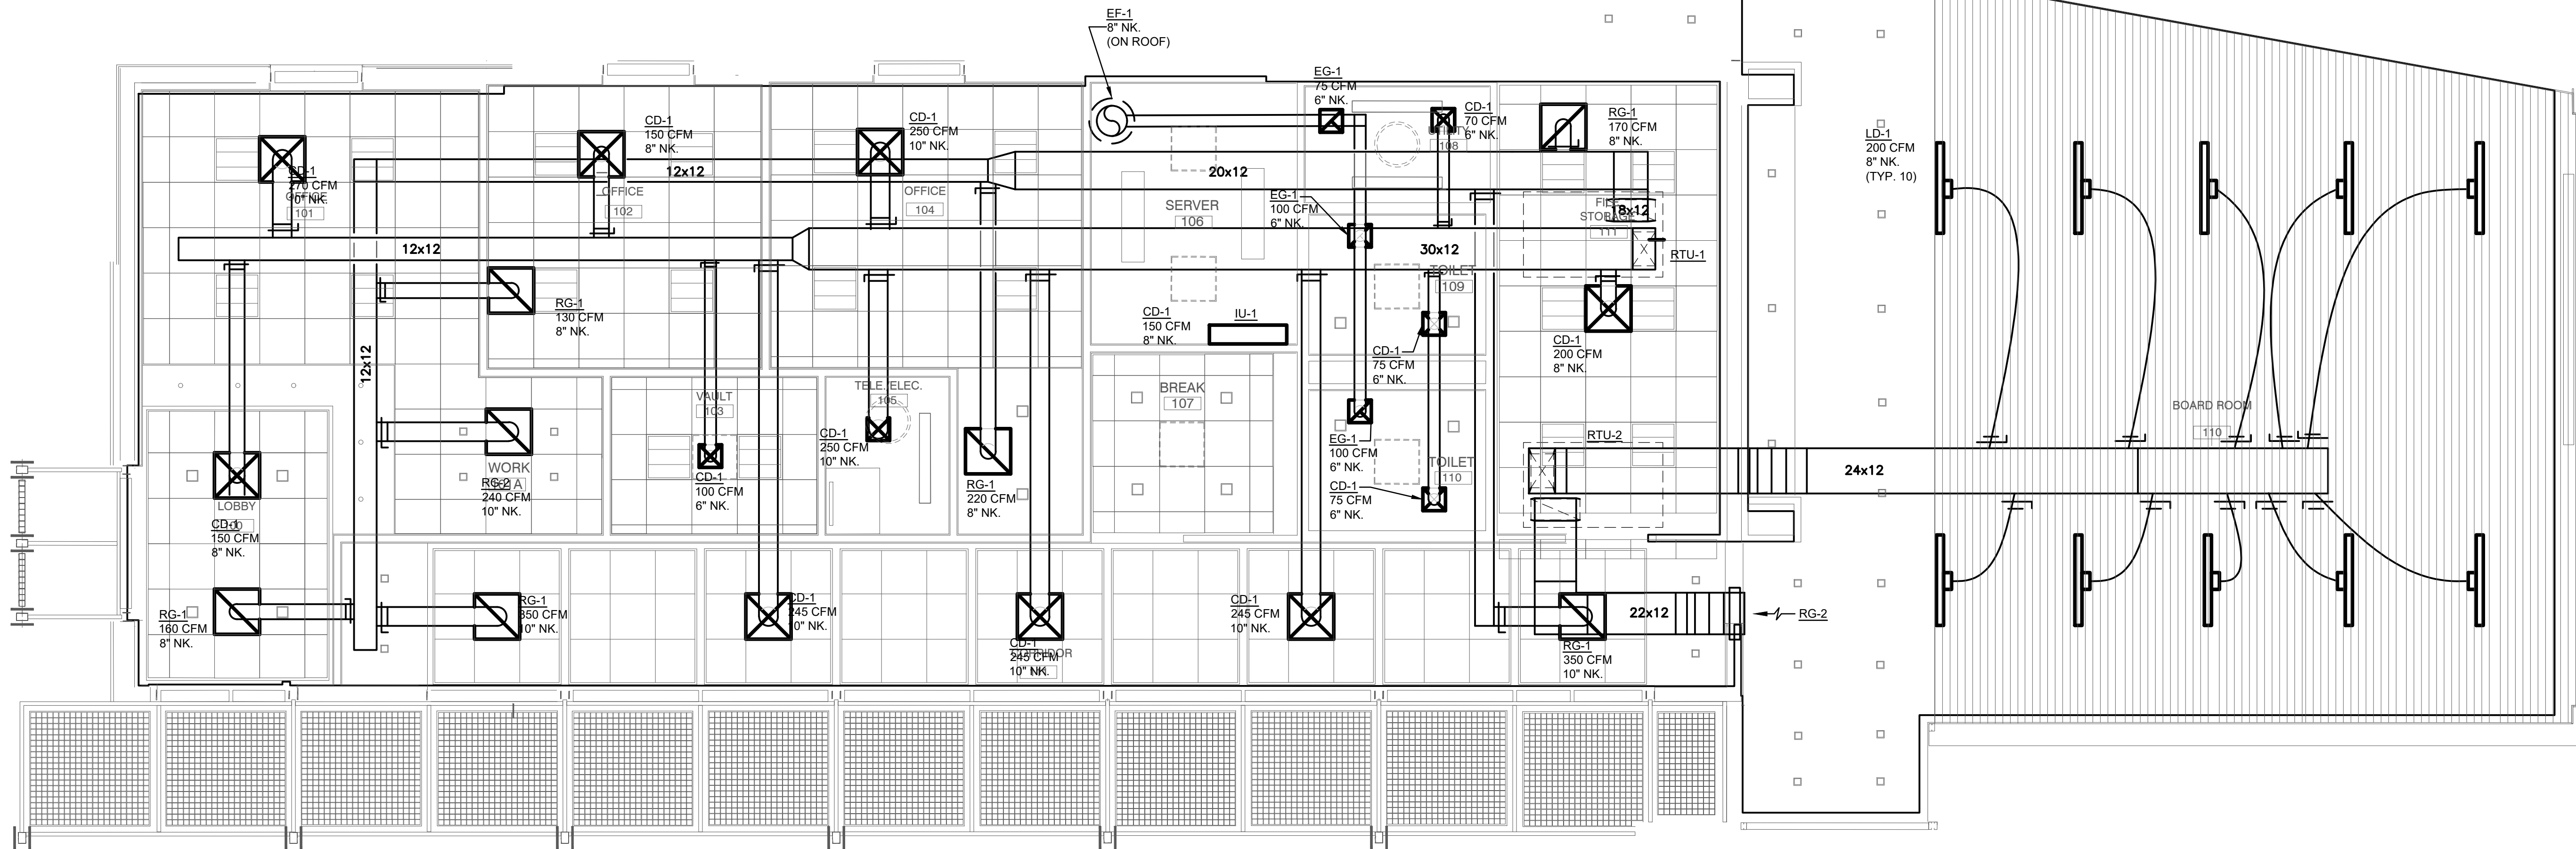 EF-1
8" NK.
(ON ROOF)
EG-1
75 CFM
6" NK.
CD-1
70 CFM
6" NK.
UTILITY
108
RG-1
170 CFM
8" NK.
CD-1
150 CFM
8" NK.
CD-1
250 CFM
10" NK.
LD-1
200 CFM
8" NK.
(TYP. 10)
CD-1
270 CFM
10" NK.
OFFICE
101
12x12
OFFICE
102
OFFICE
104
20x12
SERVER
106
EG-1
100 CFM
6" NK.
FILE
STORAGE
111
18x12
12x12
30x12
RTU-1
TOILET
109
RG-1
130 CFM
8" NK.
CD-1
150 CFM
8" NK.
IU-1
CD-1
75 CFM
6" NK.
CD-1
200 CFM
8" NK.
12x12
VAULT
103
TELE./ELEC.
105
BREAK
107
BOARD ROOM
110
CD-1
250 CFM
10" NK.
EG-1
100 CFM
6" NK.
RTU-2
TOILET
110
24x12
WORK
RG-2
240 CFM
10" NK.
CD-1
100 CFM
6" NK.
RG-1
220 CFM
8" NK.
CD-1
75 CFM
6" NK.
LOBBY
CD-1
150 CFM
8" NK.
RG-1
160 CFM
8" NK.
RG-1
350 CFM
10" NK.
CD-1
245 CFM
10" NK.
CD-1
245 CFM
10" NK.
CORRIDOR
CD-1
245 CFM
10" NK.
22x12
RG-2
RG-1
350 CFM
10" NK.